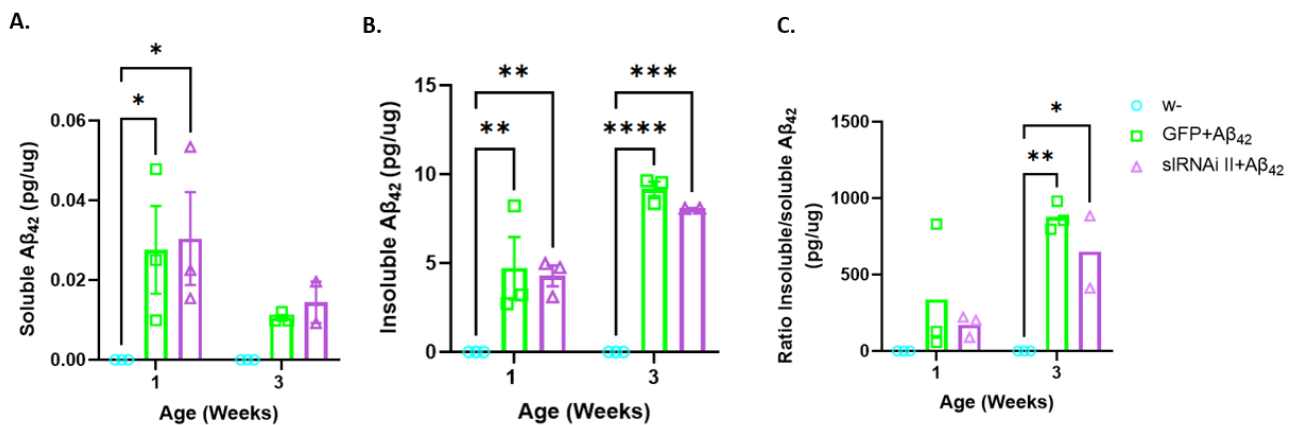 A.
Soluble Aβ42 (pg/ug)
0.06
0.04
0.02
0.00
*
*
1
3
Age (Weeks)
B.
Insoluble Aβ42 (pg/ug)
15
10
5
0
**
***
**
****
1
3
Age (Weeks)
C.
Ratio Insoluble/soluble Aβ42
(pg/ug)
1500
1000
500
0
*
**
1
3
Age (Weeks)
w-
GFP+Aβ42
slRNAi II+Aβ42